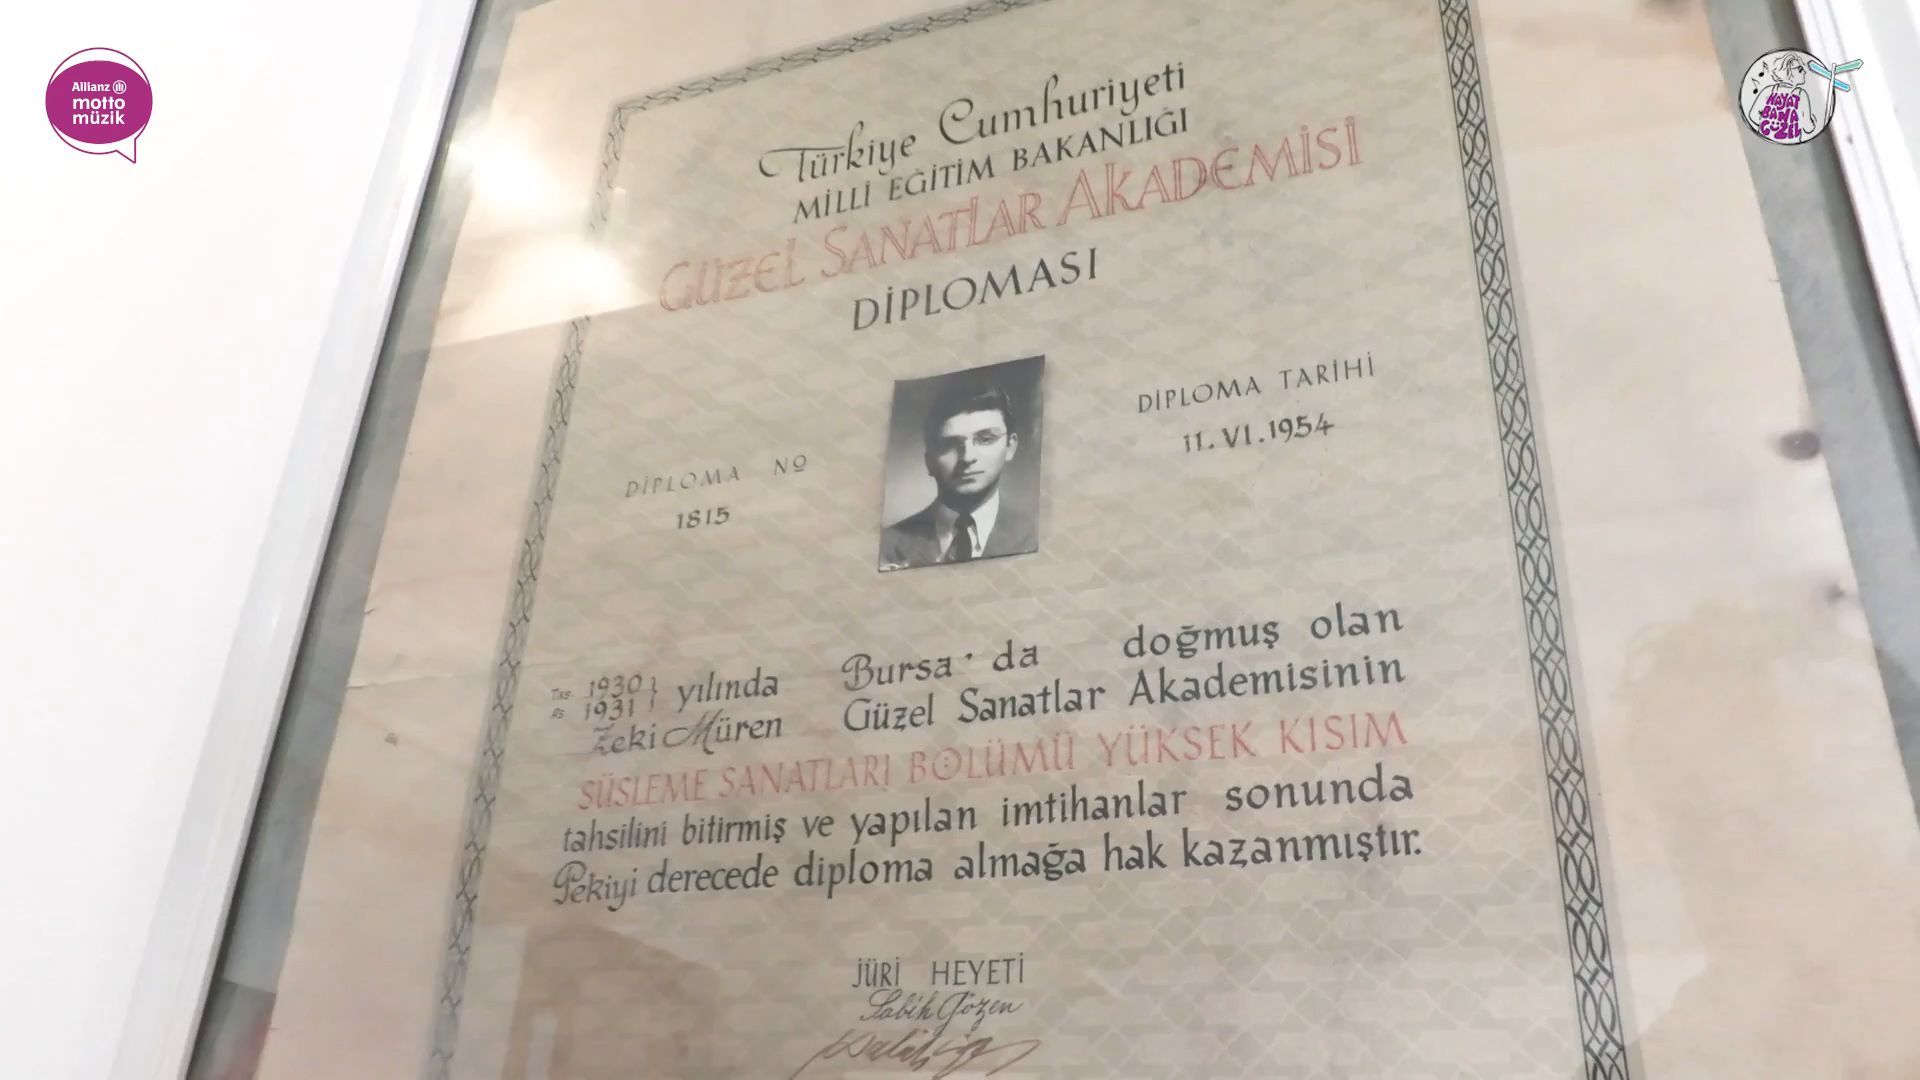 Allianz
motto
müzik
HAYAT
BANA
GÜZEL
Türkiye Cumhuriyeti
MİLLİ EĞİTİM BAKANLIĞI
GÜZEL SANATLAR AKADEMİSİ
DİPLOMASI
DİPLOMA TARİHİ
11.VI.1954
DİPLOMA Nº
1815
1930 } yılında Bursa'da doğmuş olan
1931
Zeki Müren Güzel Sanatlar Akademisinin
SÜSLEME SANATLARI BÖLÜMÜ YÜKSEK KISIM
tahsilini bitirmiş ve yapılan imtihanlar sonunda
Pekiyi derecede diploma almağa hak kazanmıştır.
JÜRİ HEYETİ
Sabih Gözen